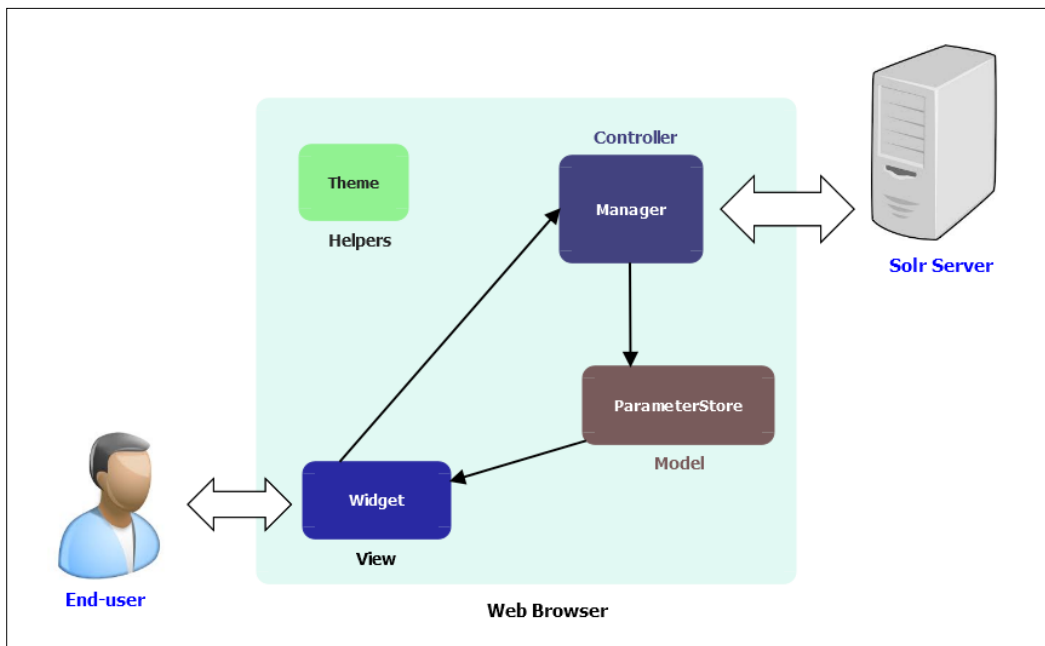 Controller
Theme
Manager
Helpers
Solr Server
ParameterStore
Model
Widget
View
End-user
Web Browser